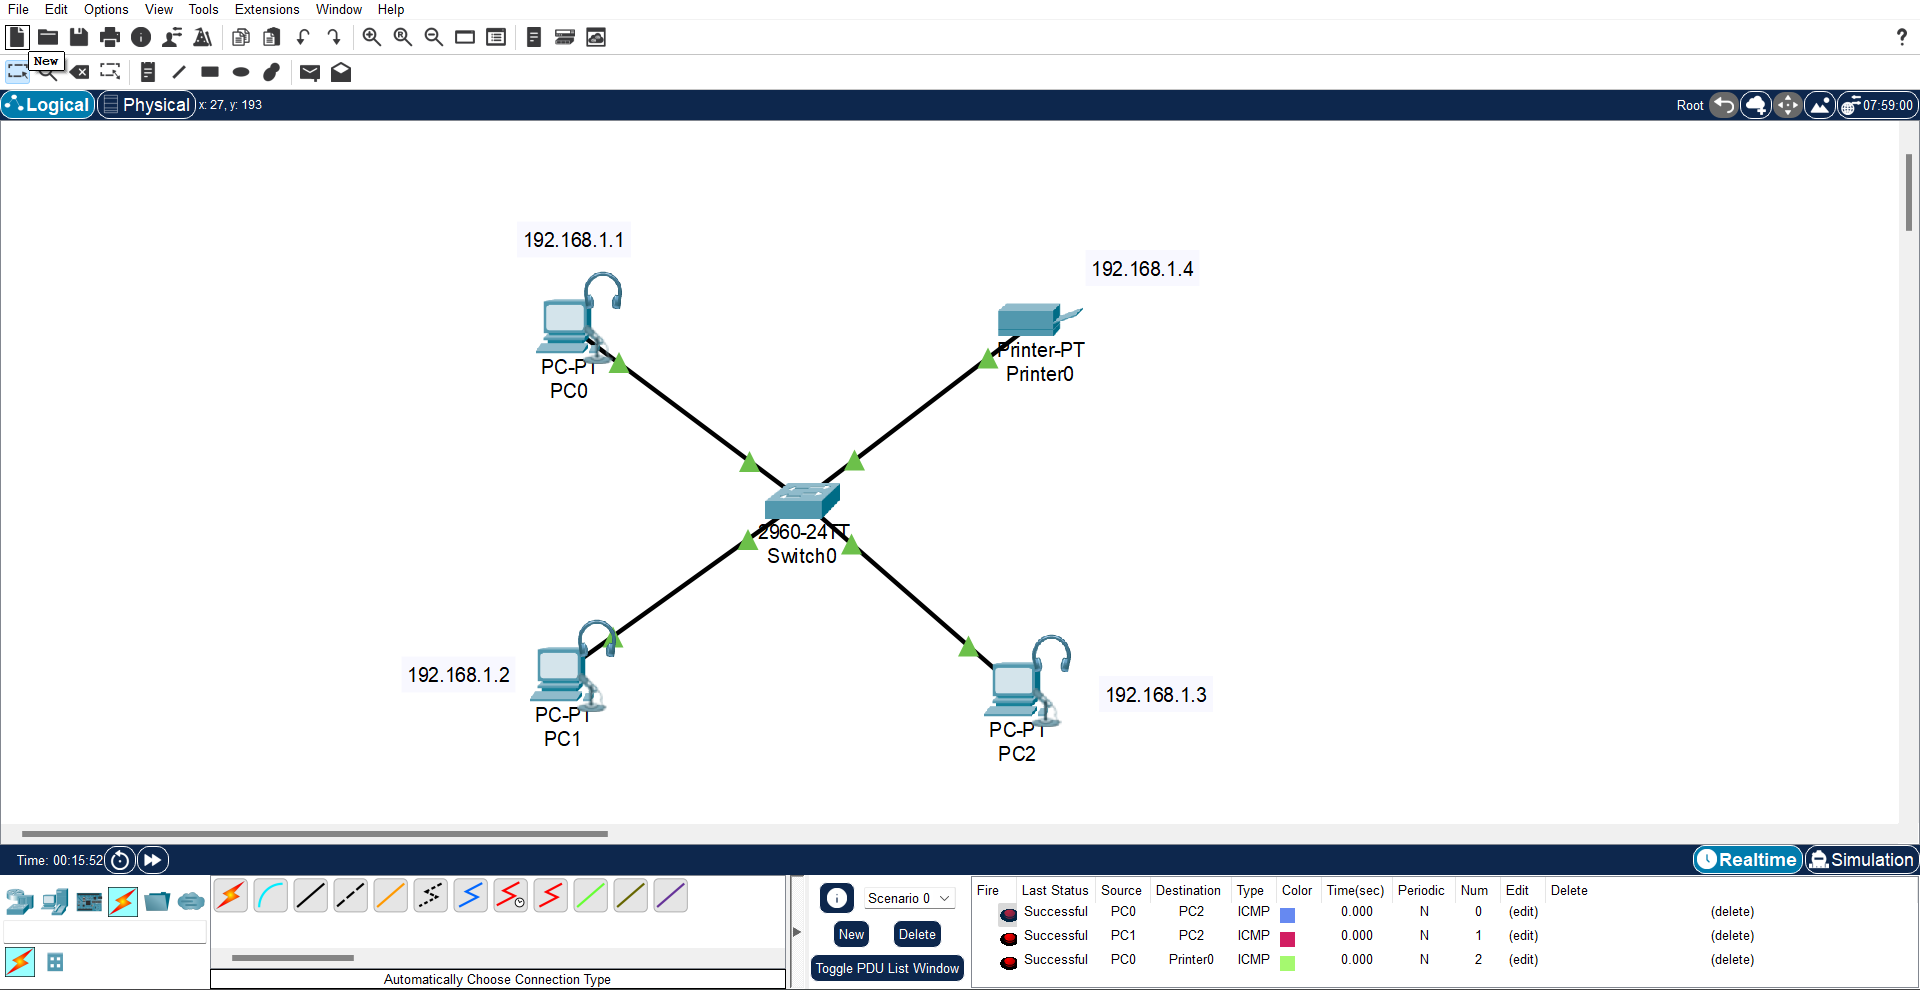 File Edit Options View Tools Extensions Window Help
?
New
Logical Physical x: 27, y: 193 Root 07:59:00
192.168.1.1
192.168.1.4
PC-PT
PC0
Printer-PT
Printer0
2960-24TT
Switch0
192.168.1.2
PC-PT
PC1
192.168.1.3
PC-PT
PC2
Time: 00:15:52 Realtime Simulation
Scenario 0
New Delete
Toggle PDU List Window
Automatically Choose Connection Type
Fire Last Status Source Destination Type Color Time(sec) Periodic Num Edit Delete
Successful PC0 PC2 ICMP 0.000 N 0 (edit) (delete)
Successful PC1 PC2 ICMP 0.000 N 1 (edit) (delete)
Successful PC0 Printer0 ICMP 0.000 N 2 (edit) (delete)